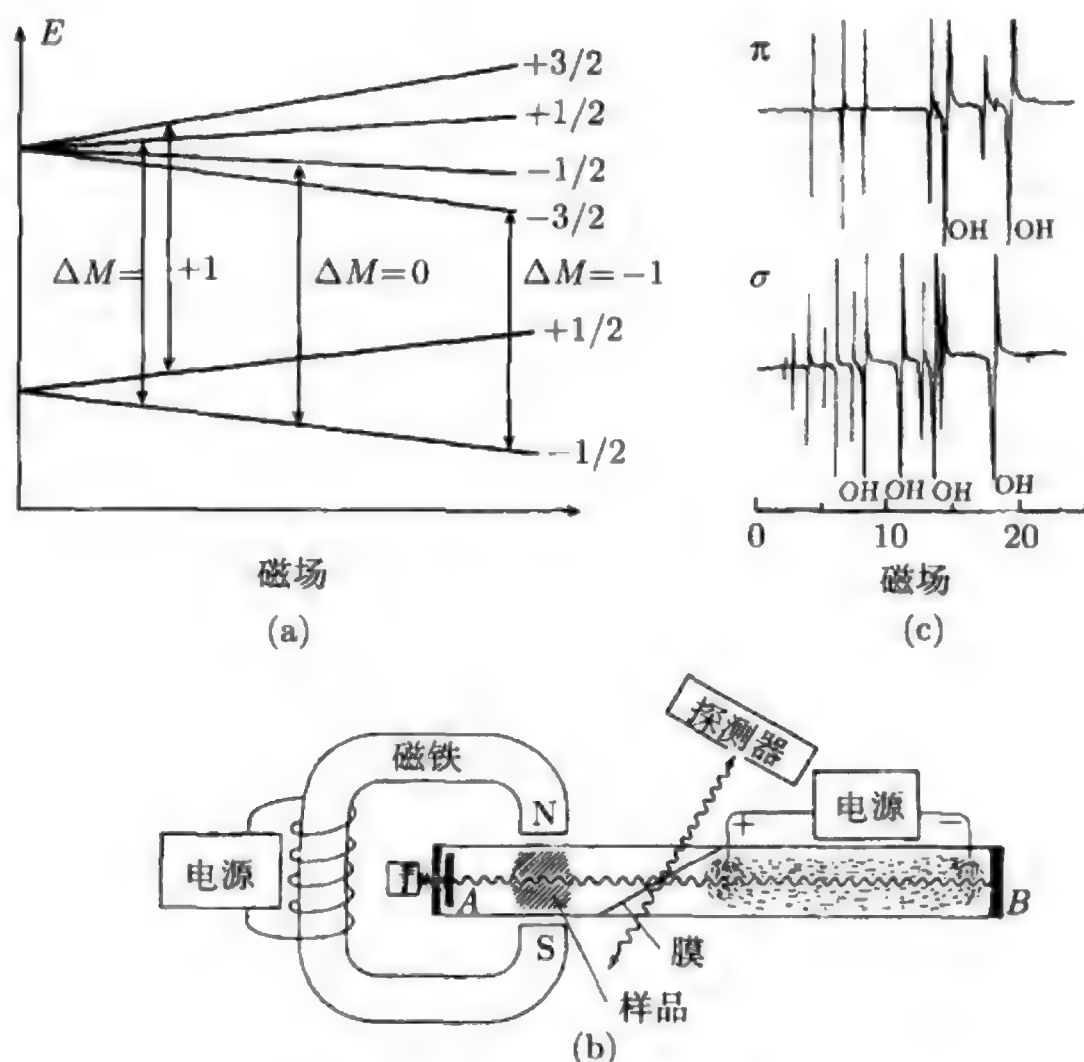 E
+3/2
+1/2
-1/2
-3/2
ΔM=
+1
ΔM=0
ΔM=-1
+1/2
-1/2
磁场
(a)
π
OH
OH
σ
OH
OH
OH
OH
0
10
20
磁场
(c)
探测器
磁铁
电源
+
-
N
电源
A
B
S
膜
样品
(b)